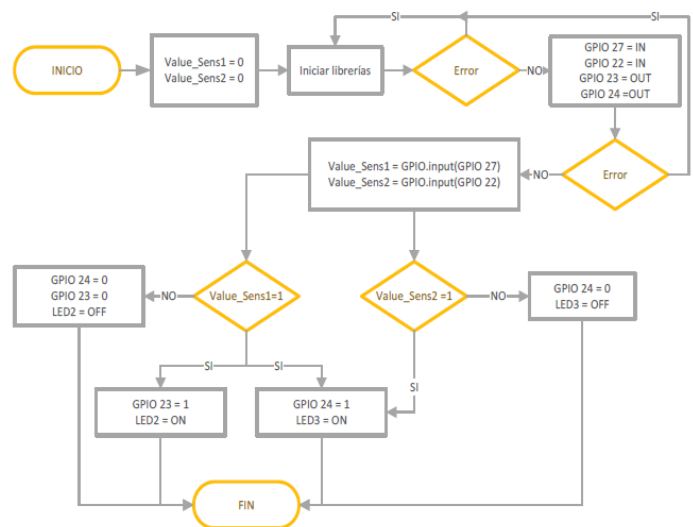 SI
SI
INICIO
Value_Sens1 = 0
Value_Sens2 = 0
Iniciar librerías
Error
NO
GPIO 27 = IN
GPIO 22 = IN
GPIO 23 = OUT
GPIO 24 =OUT
Value_Sens1 = GPIO.input(GPIO 27)
Value_Sens2 = GPIO.input(GPIO 22)
NO
Error
GPIO 24 = 0
GPIO 23 = 0
LED2 = OFF
NO
Value_Sens1=1
Value_Sens2 =1
NO
GPIO 24 = 0
LED3 = OFF
SI
SI
SI
GPIO 23 = 1
LED2 = ON
GPIO 24 = 1
LED3 = ON
FIN